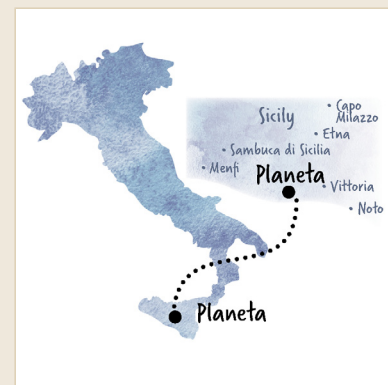 Sicily
• Capo
Milazzo
• Etna
• Sambuca di Sicilia
• Menfi
Planeta
• Vittoria
• Noto
Planeta